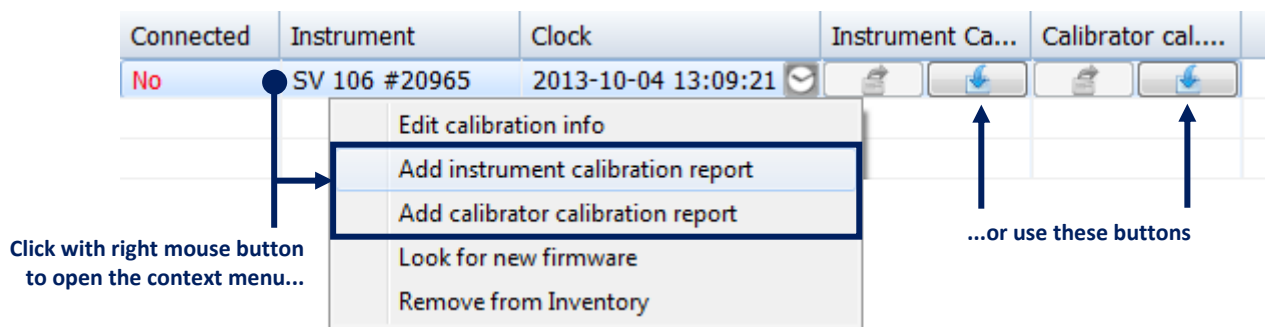 Connected Instrument Clock Instrument Ca... Calibrator cal....
No SV 106 #20965 2013-10-04 13:09:21
Edit calibration info
Add instrument calibration report
Add calibrator calibration report
Look for new firmware
Remove from Inventory
Click with right mouse button
to open the context menu...
...or use these buttons